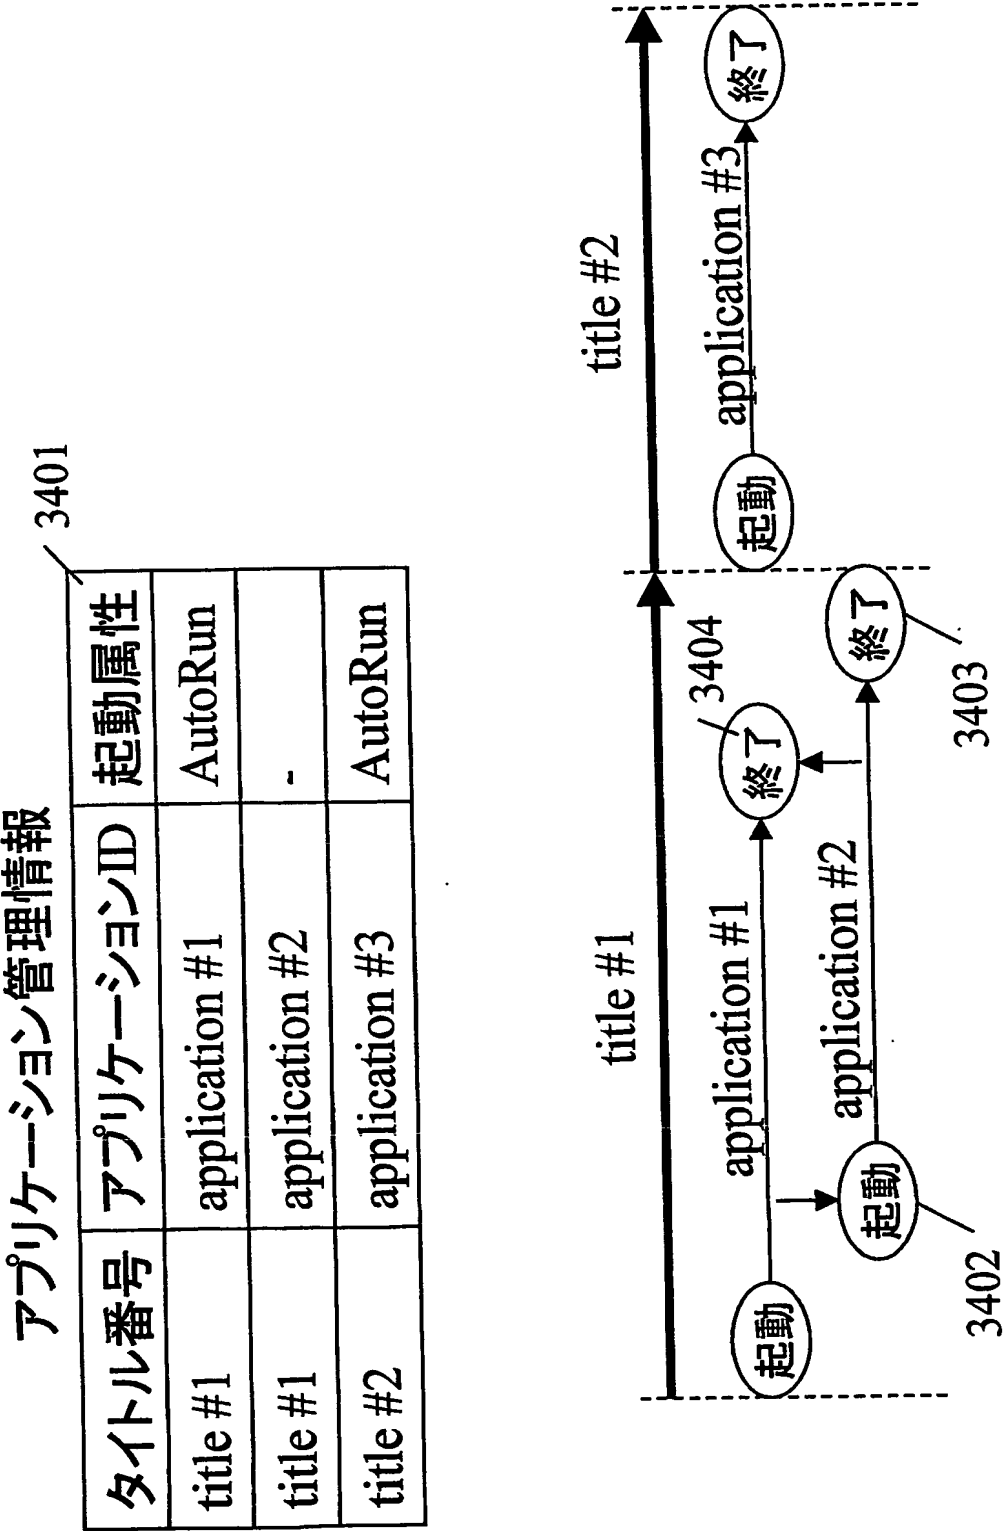 アプリケーション管理情報
3401
タイトル番号 アプリケーションID 起動属性
title #1 application #1 AutoRun
title #1 application #2 -
title #2 application #3 AutoRun
title #1 title #2
3404
起動 application #1 終了 起動 application #3 終了
起動 application #2 終了
3402 3403